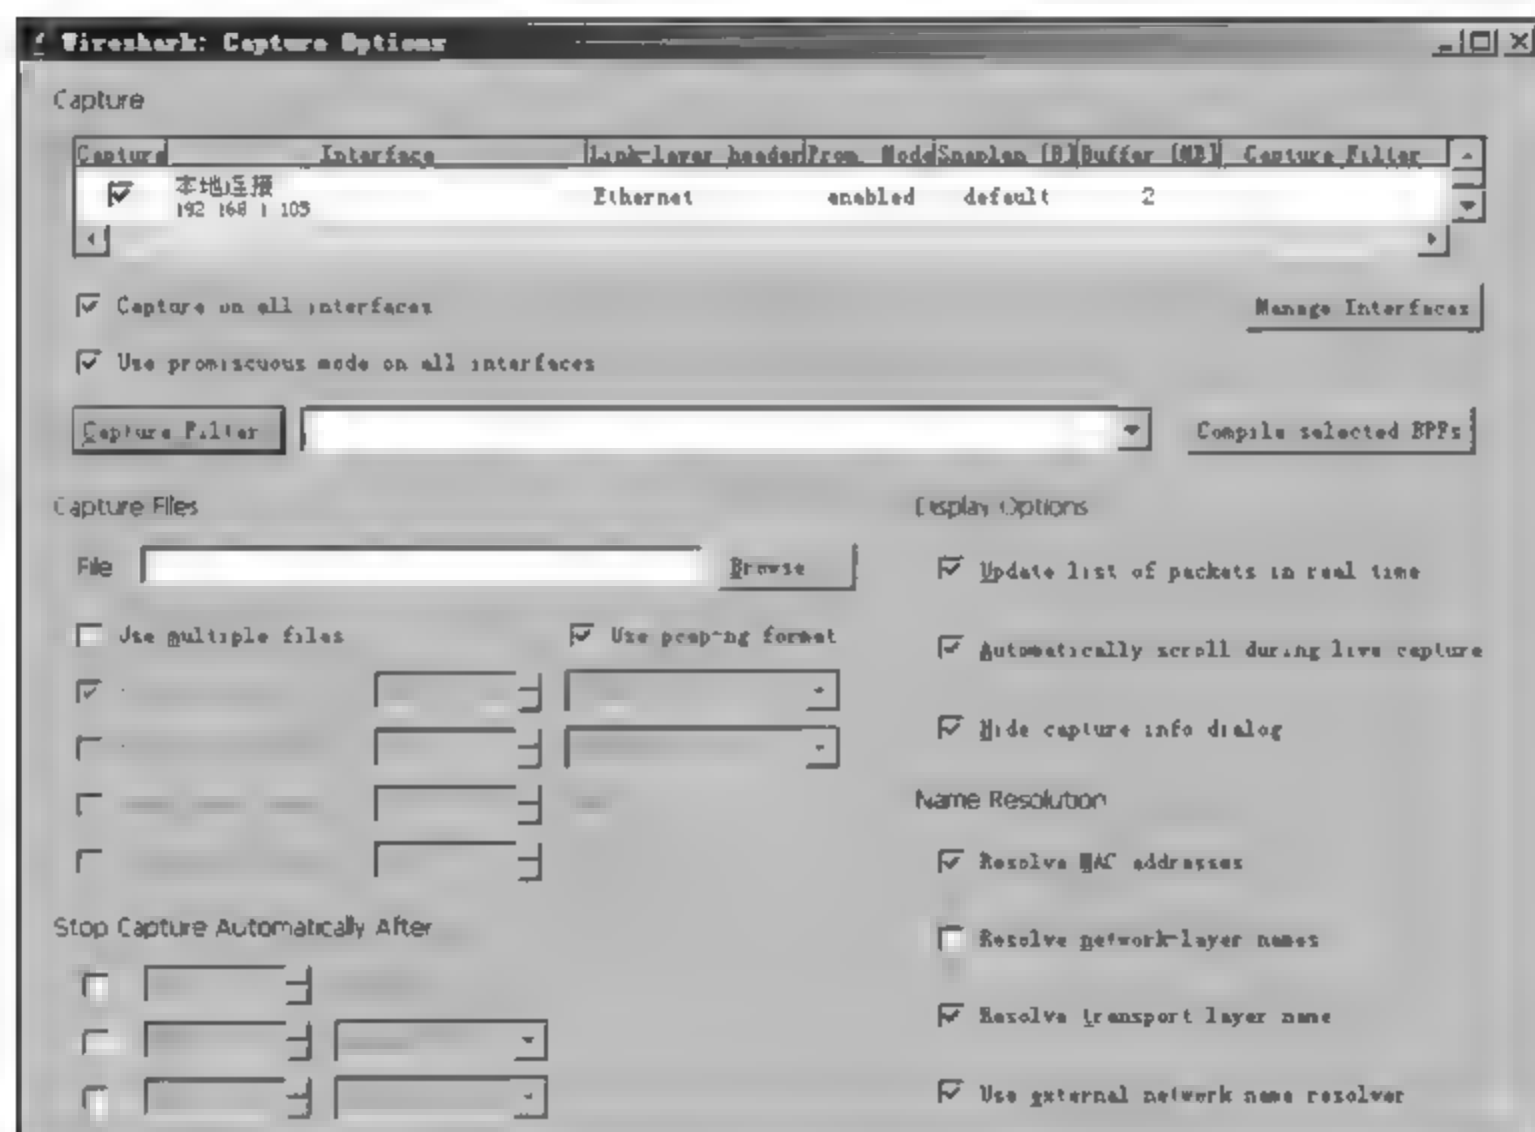 Wireshark: Capture Options
Capture
Capture Interface Link-layer header Prom. Mode Snaplen [B] Buffer [MB] Capture Filter
本地连接 Ethernet enabled default 2
192 168 1 105
Capture on all interfaces Manage Interfaces
Use promiscuous mode on all interfaces
Capture Filter Compile selected BPFs
Capture Files Display Options
File Browse Update list of packets in real time
Use multiple files Use pcap-ng format Automatically scroll during live capture
Hide capture info dialog
Name Resolution
Resolve MAC addresses
Stop Capture Automatically After
Resolve network-layer names
Resolve transport layer name
Use external network name resolver